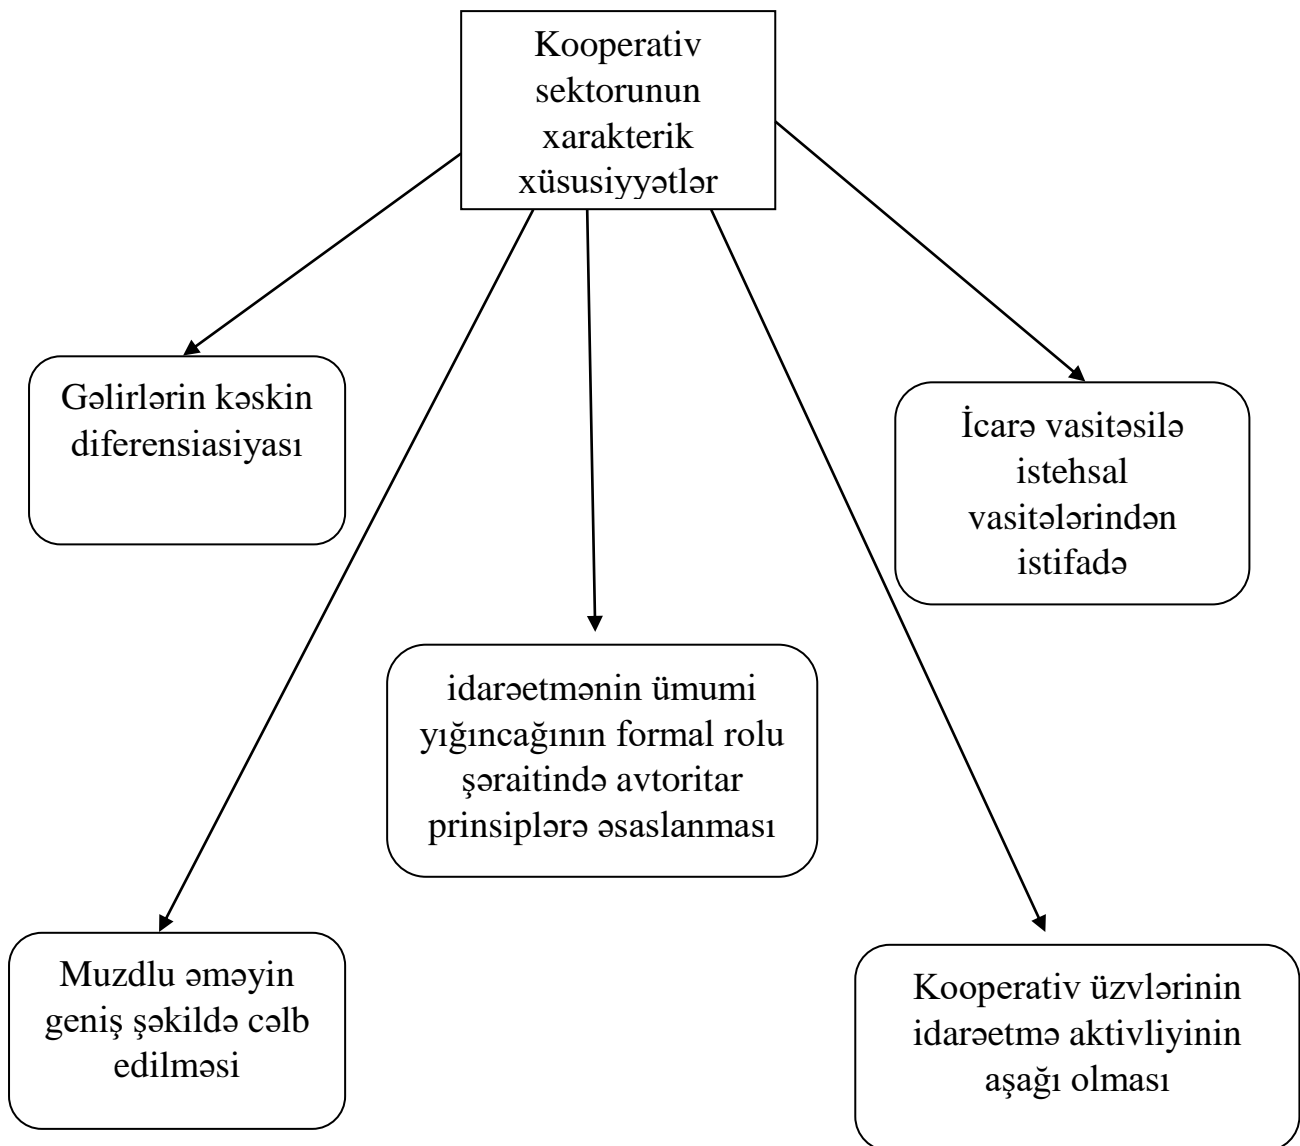 Kooperativ
sektorunun
xarakterik
xüsusiyyətlər
Gəlirlərin kəskin
diferensiasiyası
İcarə vasitəsilə
istehsal
vasitələrindən
istifadə
idarəetmənin ümumi
yığıncağının formal rolu
şəraitində avtoritar
prinsiplərə əsaslanması
Muzdlu əməyin
geniş şəkildə cəlb
edilməsi
Kooperativ üzvlərinin
idarəetmə aktivliyinin
aşağı olması